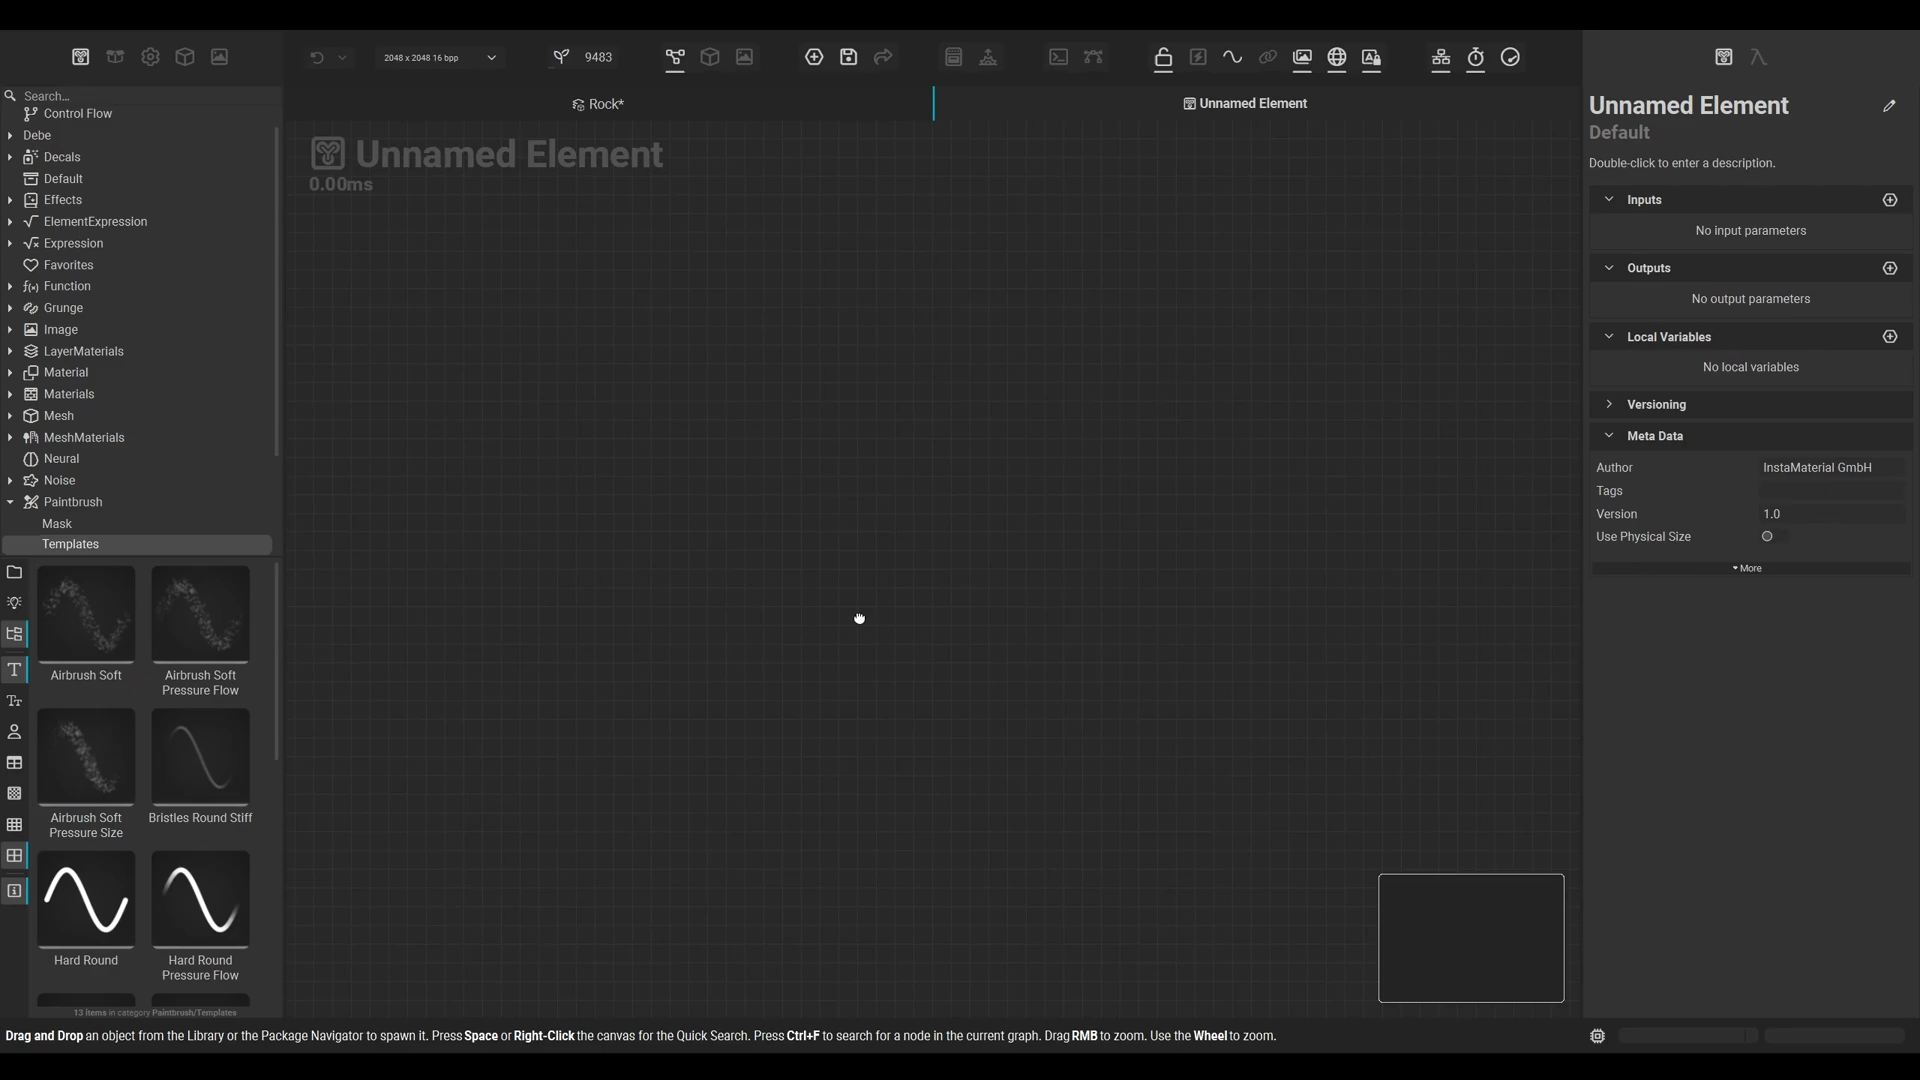 2048 x 2048 16 bpp
9483
Search...
Control Flow
Debe
Decals
Default
Effects
ElementExpression
Expression
Favorites
Function
Grunge
Image
LayerMaterials
Material
Materials
Mesh
MeshMaterials
Neural
Noise
Paintbrush
Mask
Templates
Airbrush Soft
Airbrush Soft
Pressure Flow
Airbrush Soft
Pressure Size
Bristles Round Stiff
Hard Round
Hard Round
Pressure Flow
13 items in category Paintbrush/Templates
Rock*
Unnamed Element
Unnamed Element
0.00ms
Unnamed Element
Default
Double-click to enter a description.
Inputs
No input parameters
Outputs
No output parameters
Local Variables
No local variables
Versioning
Meta Data
Author InstaMaterial GmbH
Tags
Version 1.0
Use Physical Size
More
Drag and Drop an object from the Library or the Package Navigator to spawn it. Press Space or Right-Click the canvas for the Quick Search. Press Ctrl+F to search for a node in the current graph. Drag RMB to zoom. Use the Wheel to zoom.